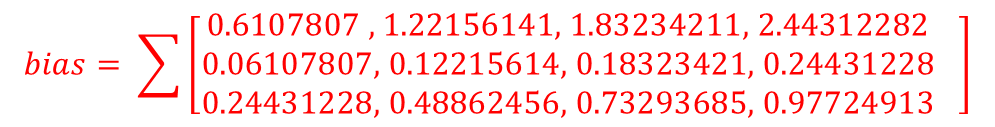 0.6107807 , 1.22156141, 1.83234211, 2.44312282
bias = ∑ [0.06107807, 0.12215614, 0.18323421, 0.24431228]
0.24431228, 0.48862456, 0.73293685, 0.97724913